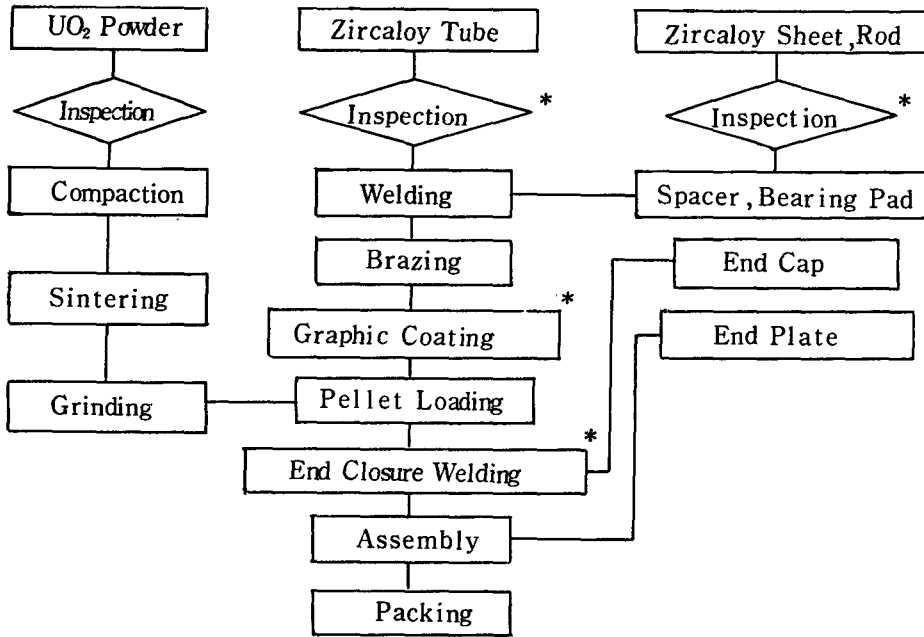 UO₂ Powder
Zircaloy Tube
Zircaloy Sheet,Rod
Inspection
Inspection
*
Inspection
*
Compaction
Welding
Spacer,Bearing Pad
Brazing
End Cap
Sintering
*
Graphic Coating
End Plate
Grinding
Pellet Loading
*
End Closure Welding
Assembly
Packing